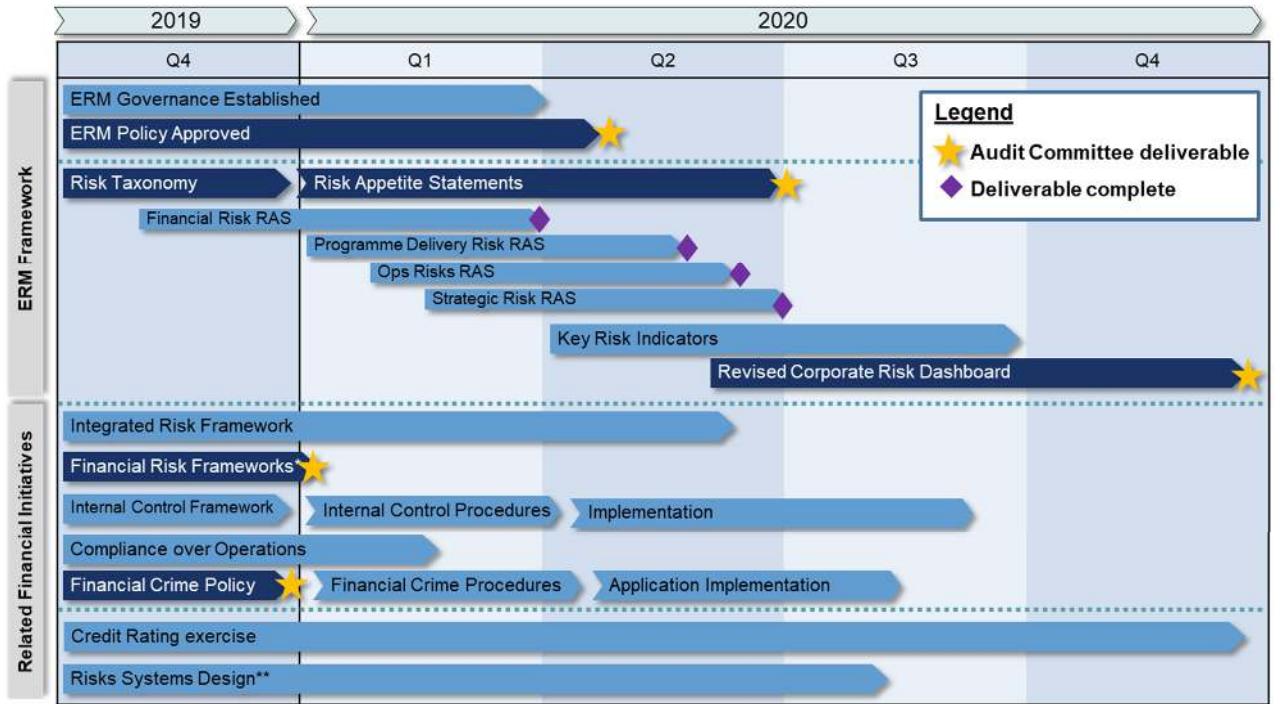 2019
2020
Q4
Q1
Q2
Q3
Q4
ERM Framework
ERM Governance Established
ERM Policy Approved
Legend
Audit Committee deliverable
Deliverable complete
Risk Taxonomy
Risk Appetite Statements
Financial Risk RAS
Programme Delivery Risk RAS
Ops Risks RAS
Strategic Risk RAS
Key Risk Indicators
Revised Corporate Risk Dashboard
Related Financial Initiatives
Integrated Risk Framework
Financial Risk Frameworks*
Internal Control Framework
Internal Control Procedures
Implementation
Compliance over Operations
Financial Crime Policy
Financial Crime Procedures
Application Implementation
Credit Rating exercise
Risks Systems Design**